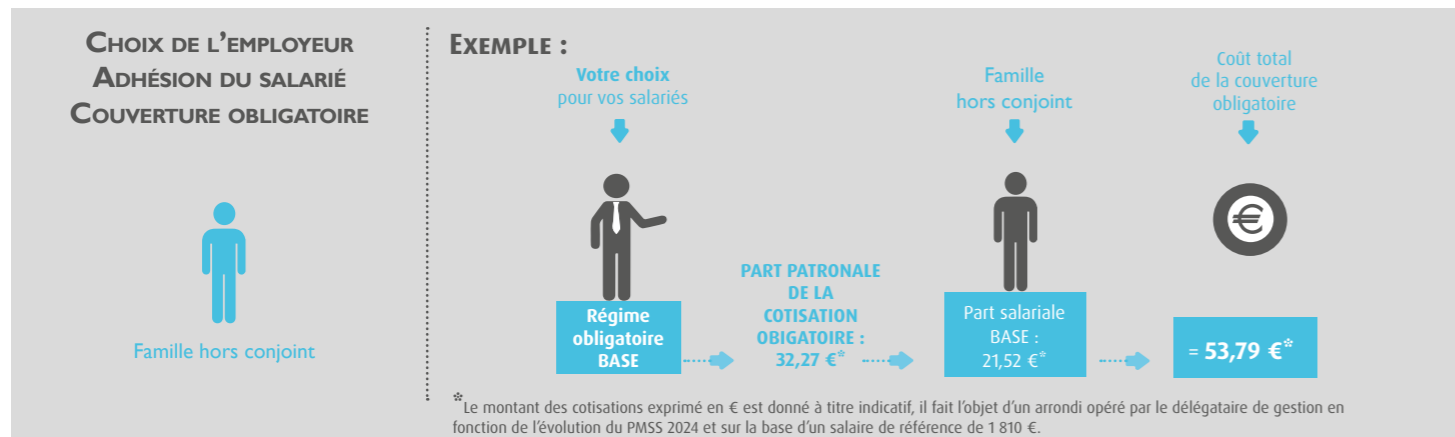 CHOIX DE L'EMPLOYEUR
ADHÉSION DU SALARIÉ
COUVERTURE OBLIGATOIRE
Famille hors conjoint
EXEMPLE :
Votre choix
pour vos salariés
Régime
obligatoire
BASE
PART PATRONALE
DE LA
COTISATION
OBIGATOIRE :
32,27 €*
Famille
hors conjoint
Part salariale
BASE :
21,52 €*
Coût total
de la couverture
obligatoire
€
= 53,79 €*
*Le montant des cotisations exprimé en € est donné à titre indicatif, il fait l'objet d'un arrondi opéré par le délégataire de gestion en
fonction de l'évolution du PMSS 2024 et sur la base d'un salaire de référence de 1 810 €.